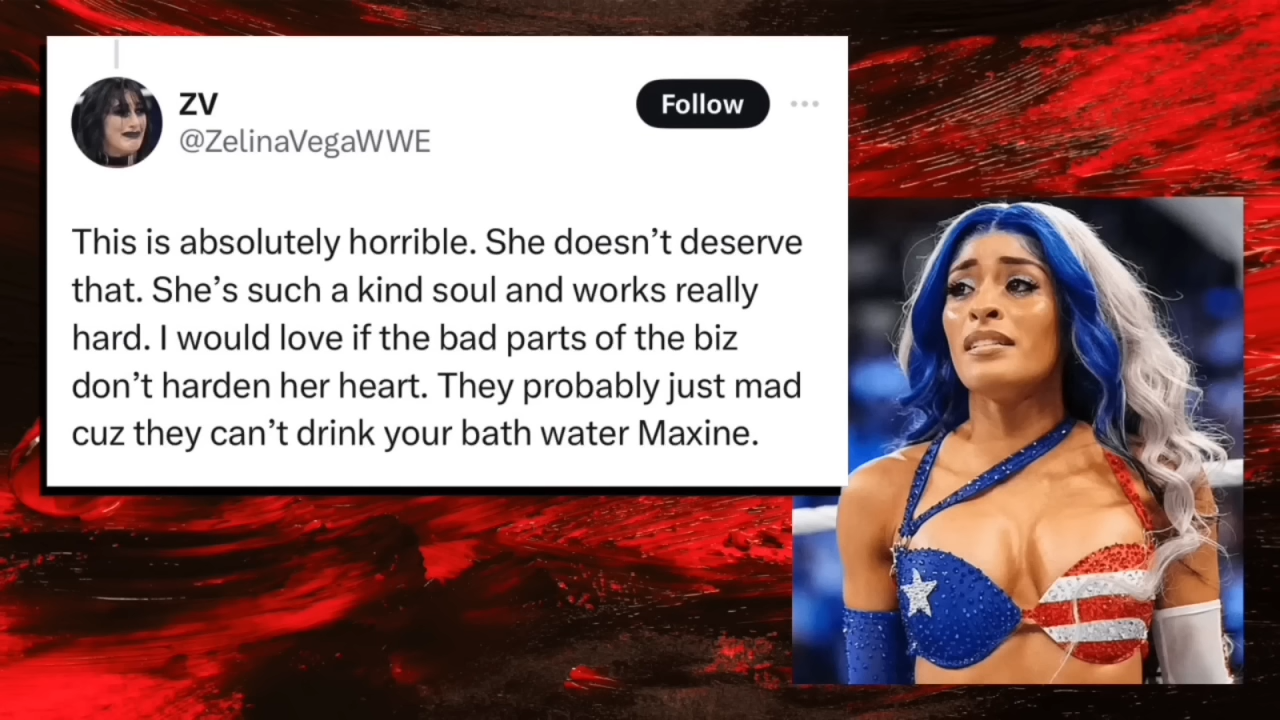 ZV
Follow
@ZelinaVegaWWE
This is absolutely horrible. She doesn’t deserve
that. She’s such a kind soul and works really
hard. I would love if the bad parts of the biz
don’t harden her heart. They probably just mad
cuz they can’t drink your bath water Maxine.